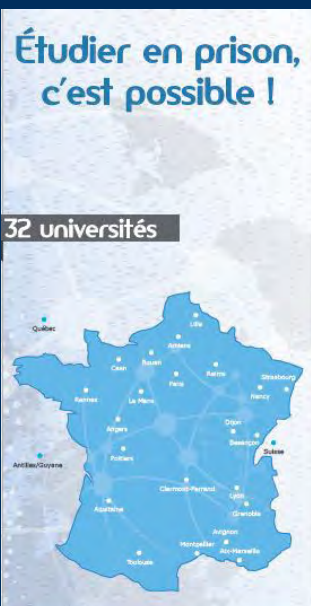 Étudier en prison,
c'est possible !
32 universités
Québec
Lille
Amiens
Caen
Rouen
Reims
Paris
Strasbourg
Nancy
Rennes
Le Mans
Angers
Dijon
Besançon
Suisse
Antilles/Guyane
Poitiers
Clermont-Ferrand
Lyon
Grenoble
Aquitaine
Avignon
Montpellier
Aix-Marseille
Toulouse